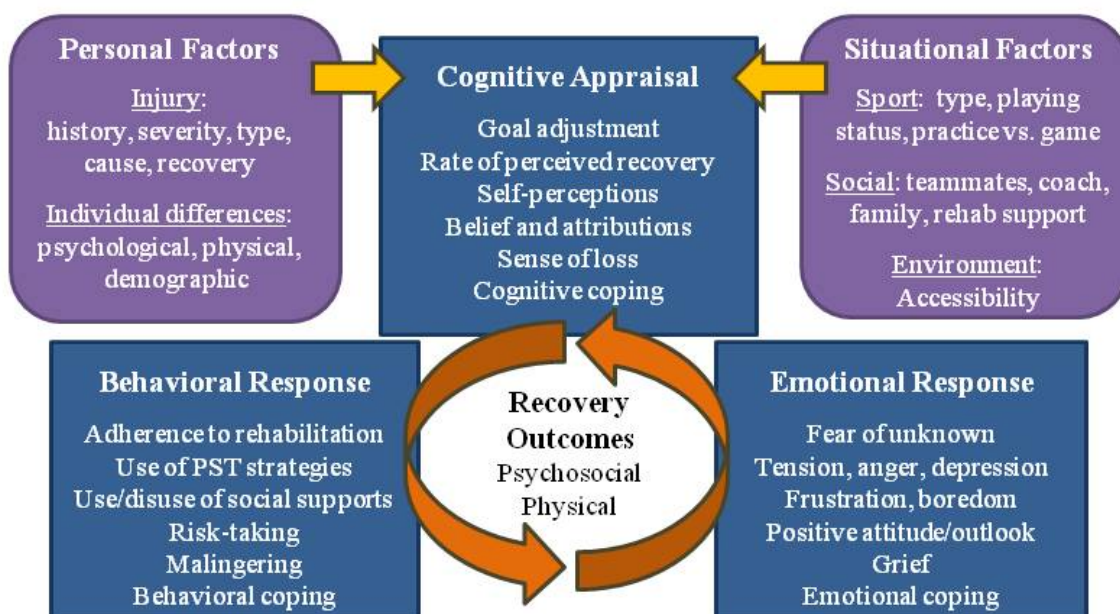 Personal Factors
Injury:
history, severity, type,
cause, recovery
Individual differences:
psychological, physical,
demographic
Cognitive Appraisal
Goal adjustment
Rate of perceived recovery
Self-perceptions
Belief and attributions
Sense of loss
Cognitive coping
Situational Factors
Sport: type, playing
status, practice vs. game
Social: teammates, coach,
family, rehab support
Environment:
Accessibility
Behavioral Response
Adherence to rehabilitation
Use of PST strategies
Use/disuse of social supports
Risk-taking
Malingering
Behavioral coping
Recovery
Outcomes
Psychosocial
Physical
Emotional Response
Fear of unknown
Tension, anger, depression
Frustration, boredom
Positive attitude/outlook
Grief
Emotional coping